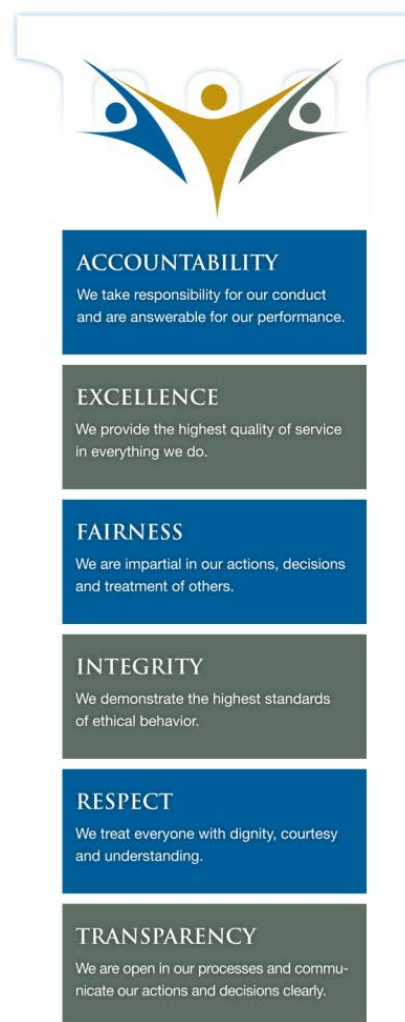 ACCOUNTABILITY
We take responsibility for our conduct
and are answerable for our performance.
EXCELLENCE
We provide the highest quality of service
in everything we do.
FAIRNESS
We are impartial in our actions, decisions
and treatment of others.
INTEGRITY
We demonstrate the highest standards
of ethical behavior.
RESPECT
We treat everyone with dignity, courtesy
and understanding.
TRANSPARENCY
We are open in our processes and commu-
nicate our actions and decisions clearly.